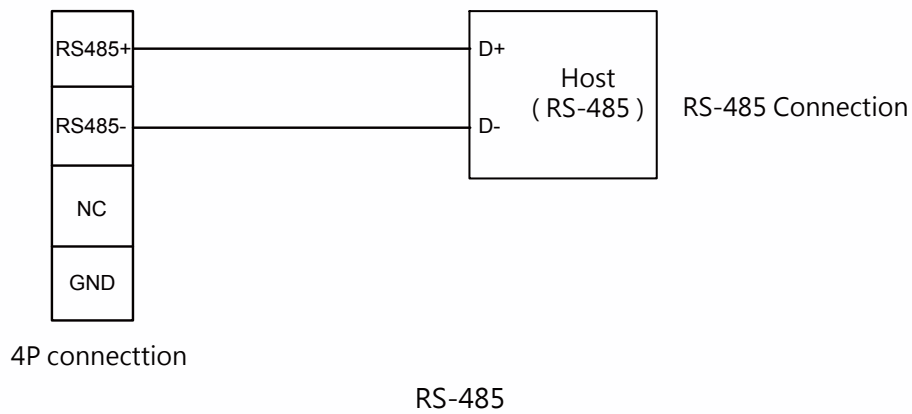 RS485+
D+
Host
( RS-485 )
RS-485 Connection
RS485-
D-
NC
GND
4P connecttion
RS-485